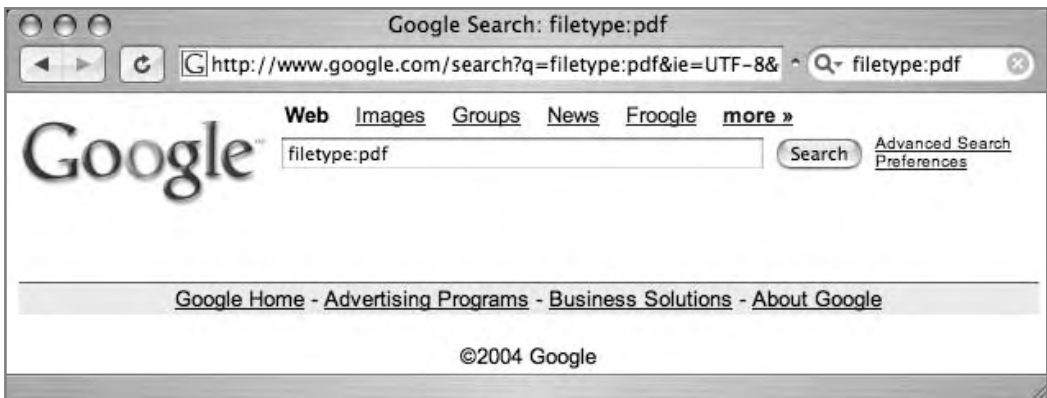 Google Search: filetype:pdf
G http://www.google.com/search?q=filetype:pdf&ie=UTF-8& filetype:pdf
Web Images Groups News Froogle more »
Google™
filetype:pdf Search Advanced Search
Preferences
Google Home - Advertising Programs - Business Solutions - About Google
©2004 Google